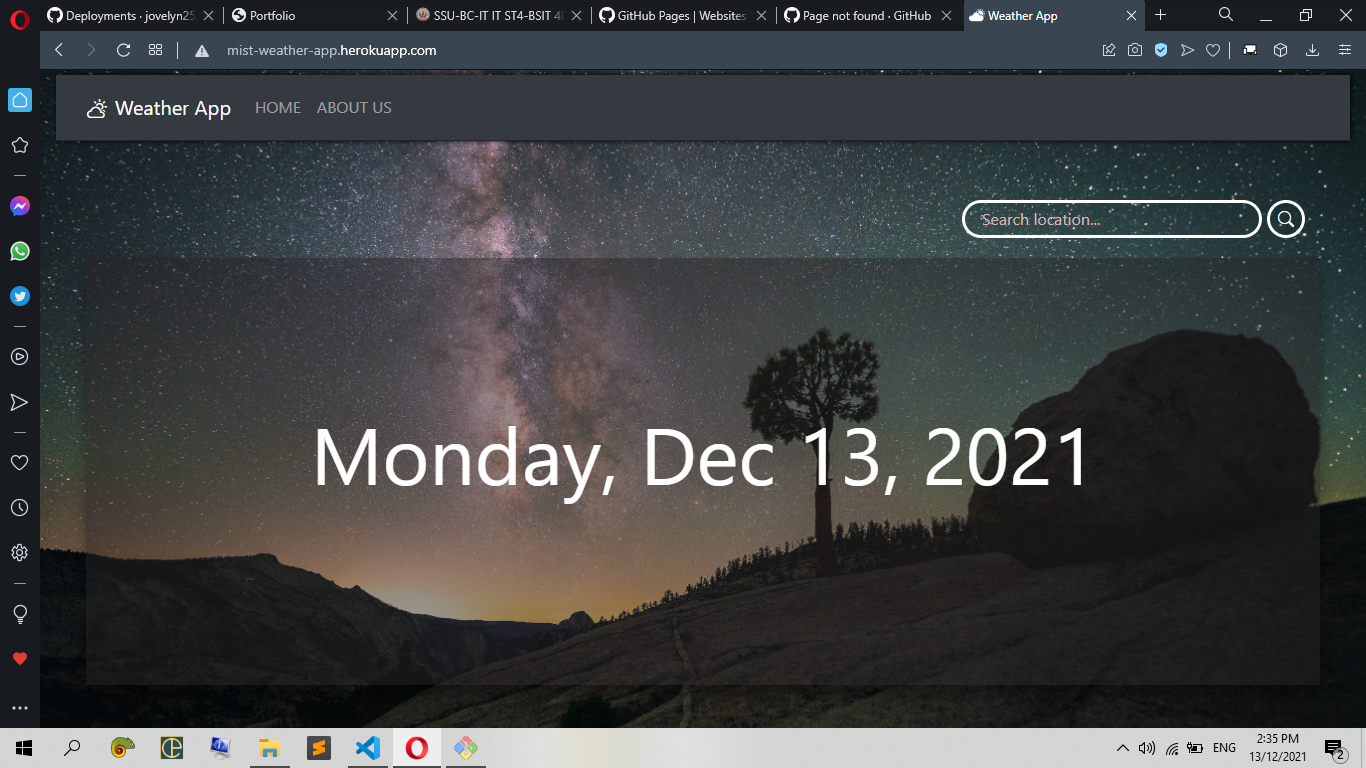 Deployments · jovelyn25
Portfolio
SSU-BC-IT IT ST4-BSIT 4
GitHub Pages | Websites
Page not found · GitHub
Weather App
mist-weather-app.herokuapp.com
Weather App
HOME
ABOUT US
Search location...
Monday, Dec 13, 2021
ENG
2:35 PM
13/12/2021
2